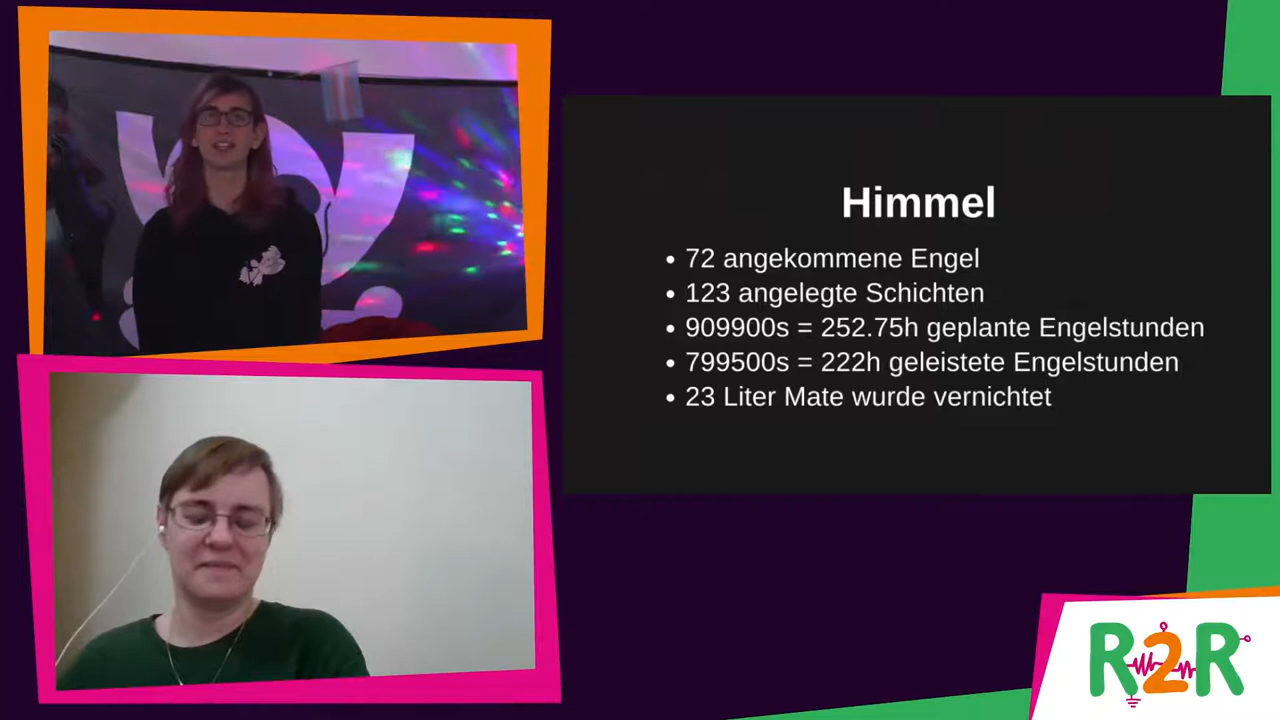 Himmel
• 72 angekommene Engel
• 123 angelegte Schichten
• 909900s = 252.75h geplante Engelstunden
• 799500s = 222h geleistete Engelstunden
• 23 Liter Mate wurde vernichtet
R2R